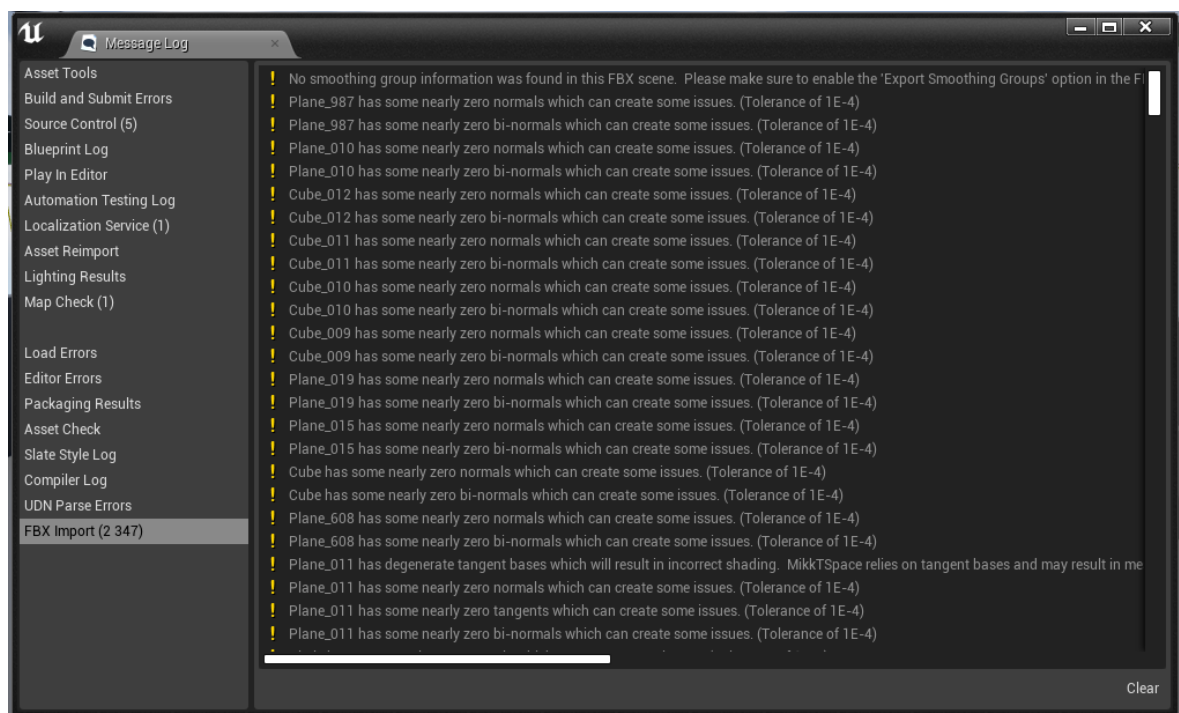 Message Log
Asset Tools
Build and Submit Errors
Source Control (5)
Blueprint Log
Play In Editor
Automation Testing Log
Localization Service (1)
Asset Reimport
Lighting Results
Map Check (1)
Load Errors
Editor Errors
Packaging Results
Asset Check
Slate Style Log
Compiler Log
UDN Parse Errors
FBX Import (2 347)
No smoothing group information was found in this FBX scene. Please make sure to enable the 'Export Smoothing Groups' option in the
Plane_987 has some nearly zero normals which can create some issues. (Tolerance of 1E-4)
Plane_987 has some nearly zero bi-normals which can create some issues. (Tolerance of 1E-4)
Plane_010 has some nearly zero normals which can create some issues. (Tolerance of 1E-4)
Plane_010 has some nearly zero bi-normals which can create some issues. (Tolerance of 1E-4)
Cube_012 has some nearly zero normals which can create some issues. (Tolerance of 1E-4)
Cube_012 has some nearly zero bi-normals which can create some issues. (Tolerance of 1E-4)
Cube_011 has some nearly zero normals which can create some issues. (Tolerance of 1E-4)
Cube_011 has some nearly zero bi-normals which can create some issues. (Tolerance of 1E-4)
Cube_010 has some nearly zero normals which can create some issues. (Tolerance of 1E-4)
Cube_010 has some nearly zero bi-normals which can create some issues. (Tolerance of 1E-4)
Cube_009 has some nearly zero normals which can create some issues. (Tolerance of 1E-4)
Cube_009 has some nearly zero bi-normals which can create some issues. (Tolerance of 1E-4)
Plane_019 has some nearly zero normals which can create some issues. (Tolerance of 1E-4)
Plane_019 has some nearly zero bi-normals which can create some issues. (Tolerance of 1E-4)
Plane_015 has some nearly zero normals which can create some issues. (Tolerance of 1E-4)
Plane_015 has some nearly zero bi-normals which can create some issues. (Tolerance of 1E-4)
Cube has some nearly zero normals which can create some issues. (Tolerance of 1E-4)
Cube has some nearly zero bi-normals which can create some issues. (Tolerance of 1E-4)
Plane_608 has some nearly zero normals which can create some issues. (Tolerance of 1E-4)
Plane_608 has some nearly zero bi-normals which can create some issues. (Tolerance of 1E-4)
Plane_011 has degenerate tangent bases which will result in incorrect shading. MikkTSpace relies on tangent bases and may result in me
Plane_011 has some nearly zero normals which can create some issues. (Tolerance of 1E-4)
Plane_011 has some nearly zero tangents which can create some issues. (Tolerance of 1E-4)
Plane_011 has some nearly zero bi-normals which can create some issues. (Tolerance of 1E-4)
Clear